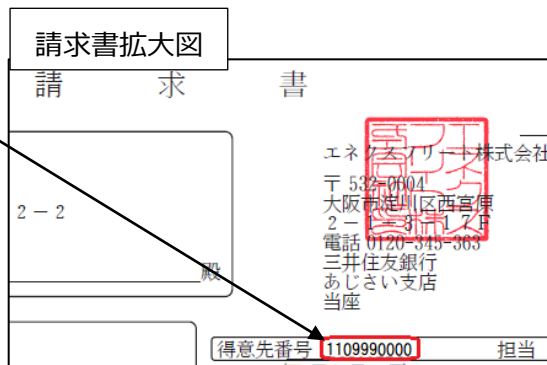 請求書拡大図
請 求 書
エネクスフリート株式会社
〒 532-0004
大阪市淀川区西宮原
2－1－3－17F
電話 0120-345-363
三井住友銀行
あじさい支店
当座
2－2
殿
得意先番号 1109990000 担当